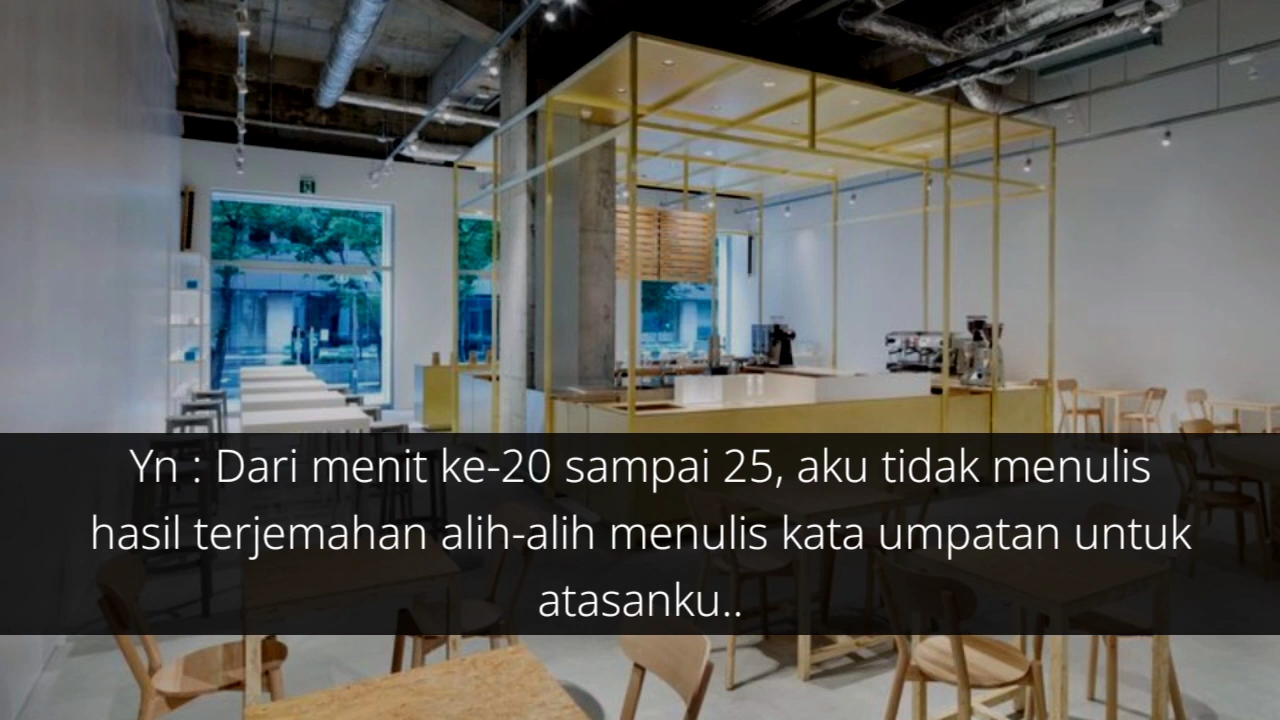 Yn : Dari menit ke-20 sampai 25, aku tidak menulis
hasil terjemahan alih-alih menulis kata umpatan untuk
atasanku..